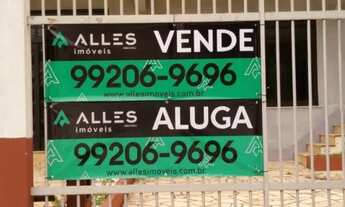 ALLES VENDE
imóveis
99206-9696
www.allesimoveis.com.br
ALLES ALUGA
imóveis
99206-9696
www.allesimoveis.com.br